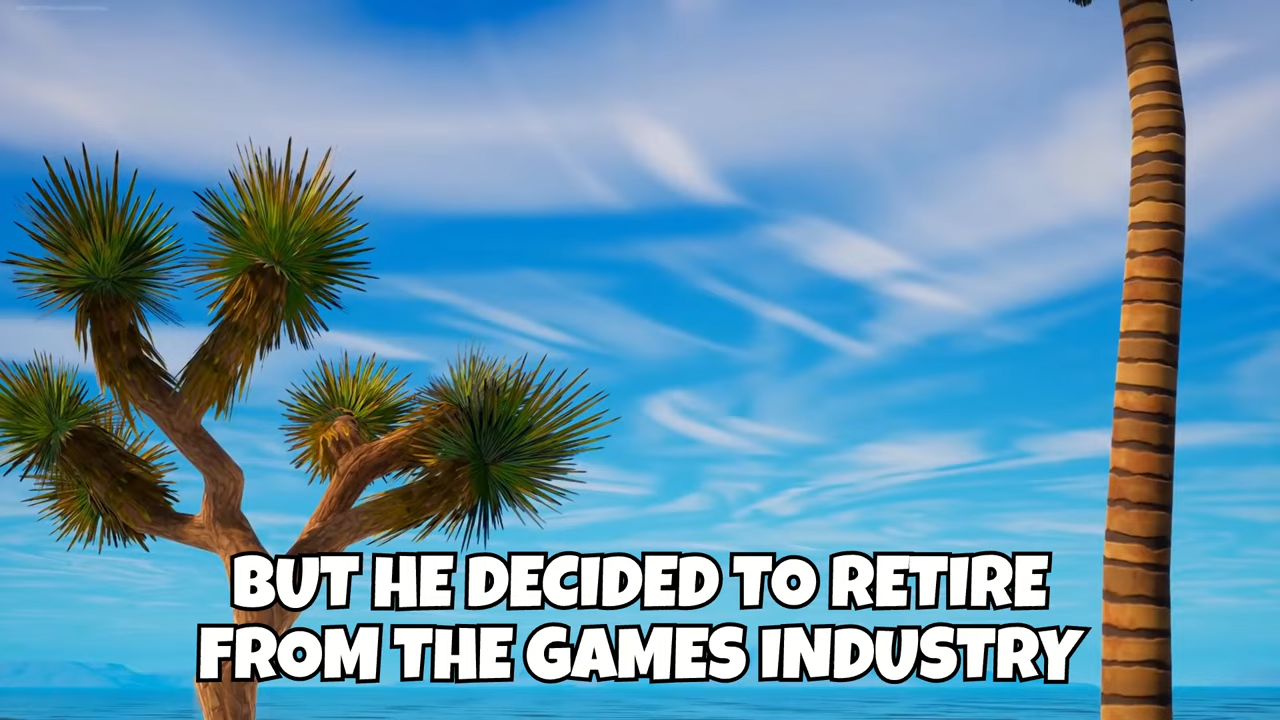 BUT HE DECIDED TO RETIRE
FROM THE GAMES INDUSTRY